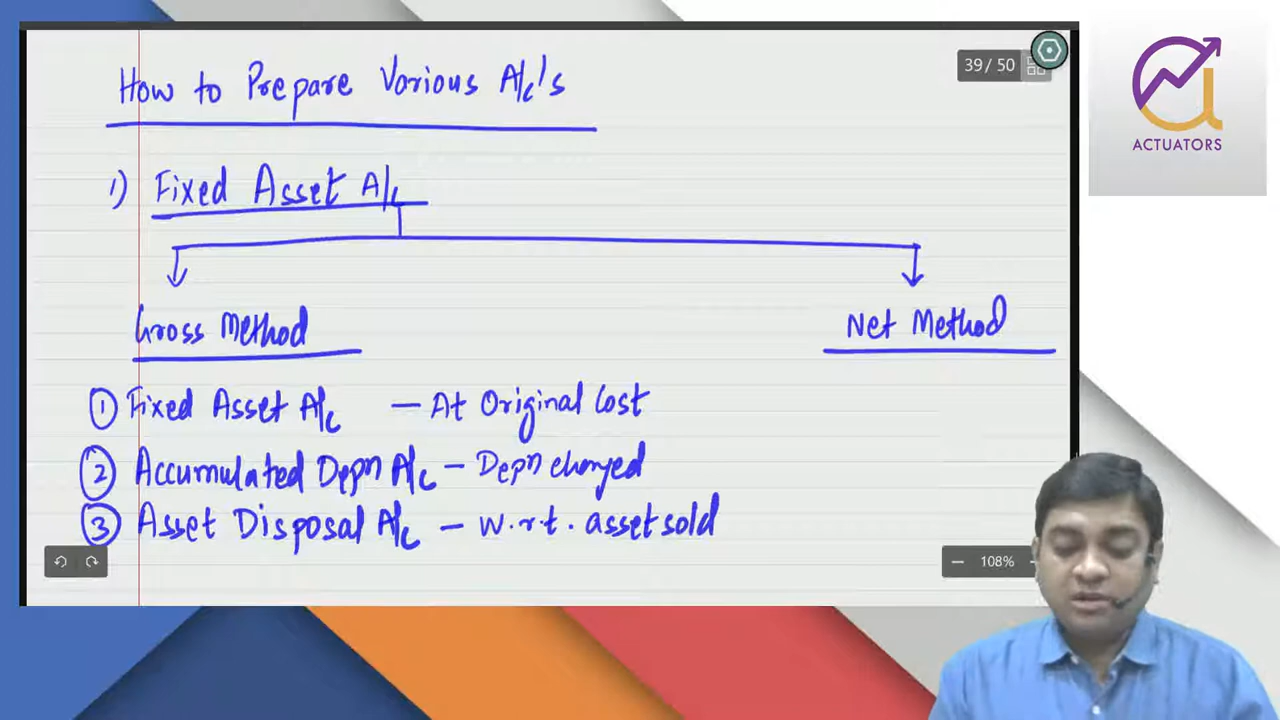 How to Prepare Various A/c's
39 / 50
ACTUATORS
1) Fixed Asset A/c
Gross Method
Net Method
① Fixed Asset A/c — At Original Cost
② Accumulated Depn A/c — Depn charged
③ Asset Disposal A/c — w.r.t. asset sold
108%